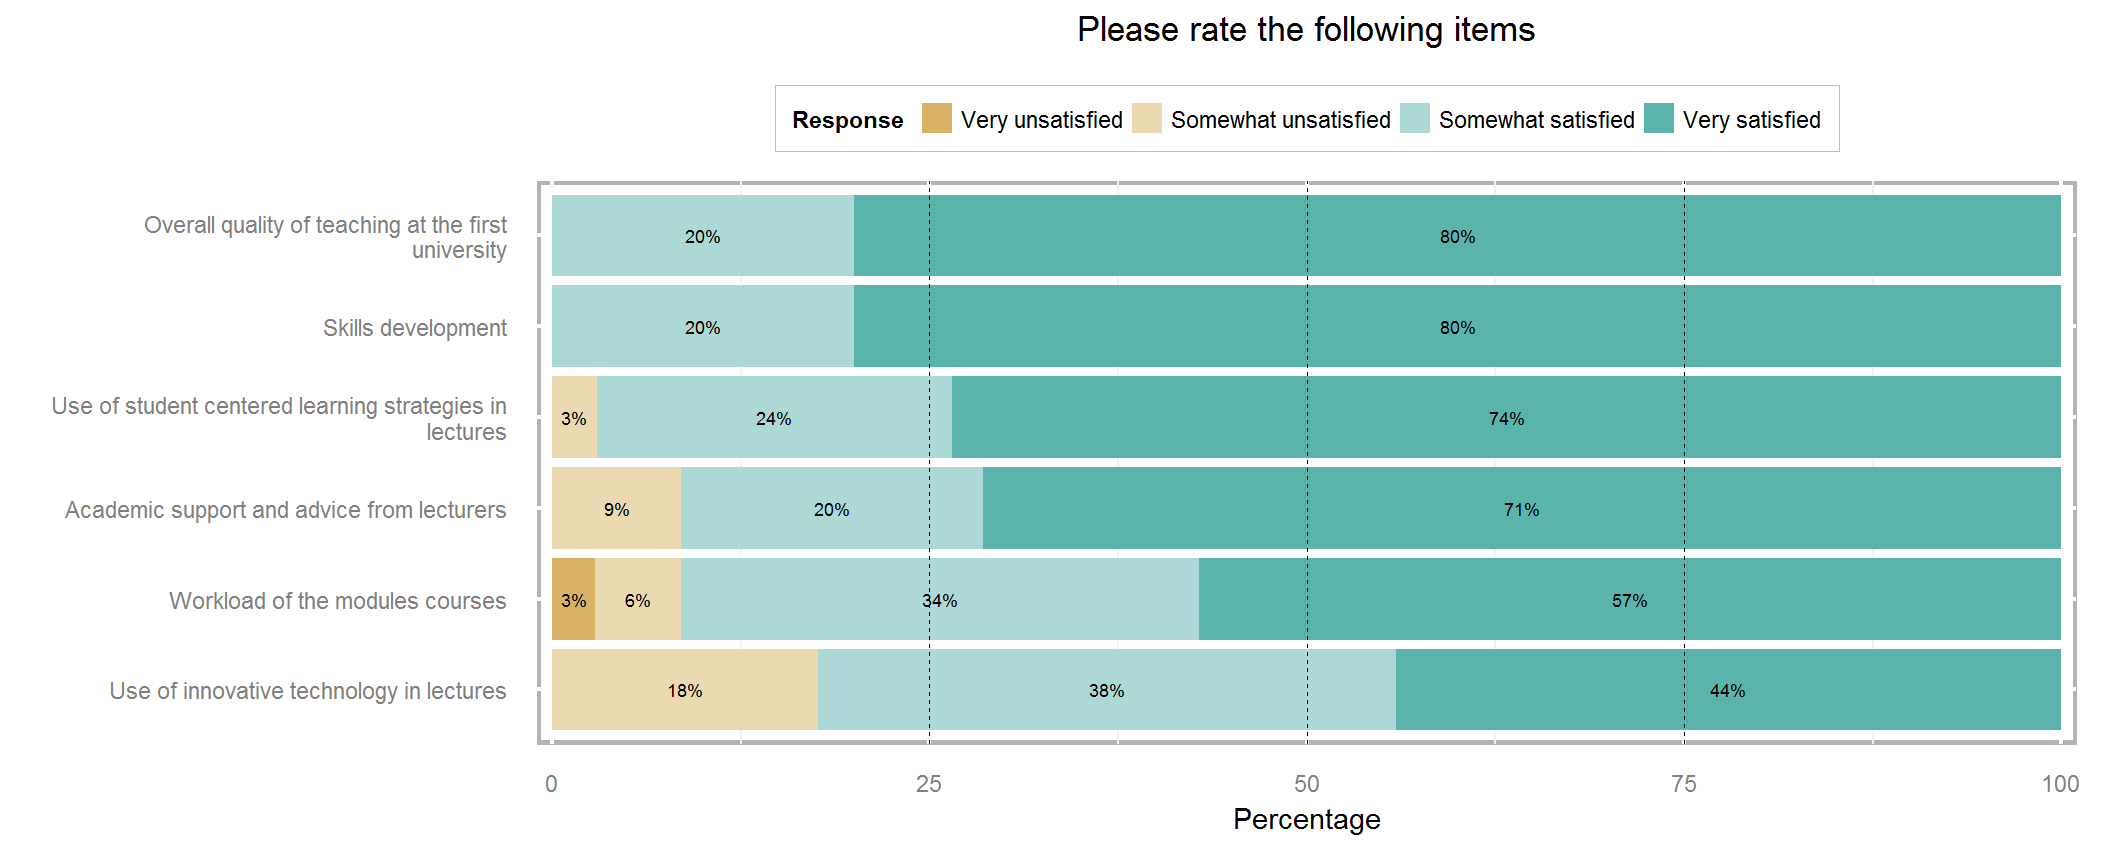 Please rate the following items
Response Very unsatisfied Somewhat unsatisfied Somewhat satisfied Very satisfied
Overall quality of teaching at the first
university
20% 80%
Skills development
20% 80%
Use of student centered learning strategies in
lectures
3% 24% 74%
Academic support and advice from lecturers
9% 20% 71%
Workload of the modules courses
3% 6% 34% 57%
Use of innovative technology in lectures
18% 38% 44%
0 25 50 75 100
Percentage